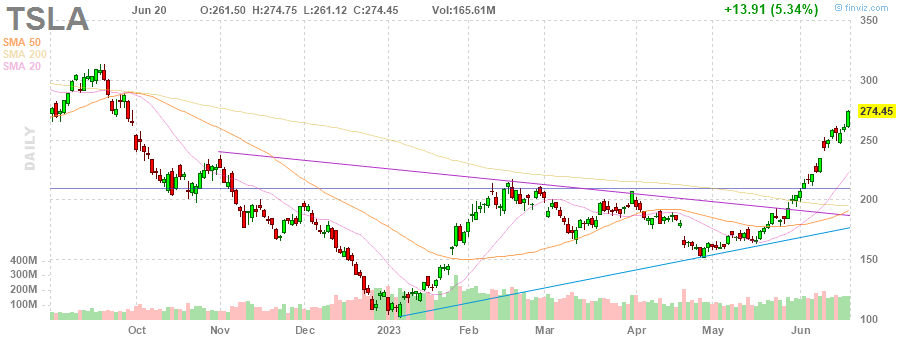 TSLA Jun 20 O:261.50 H:274.75 L:261.12 C:274.45 Vol:165.61M +13.91 (5.34%) @ finviz.com
SMA 50
SMA 200
SMA 20
DAILY
350
300
274.45
250
200
150
100
400M
300M
200M
100M
Oct Nov Dec 2023 Feb Mar Apr May Jun